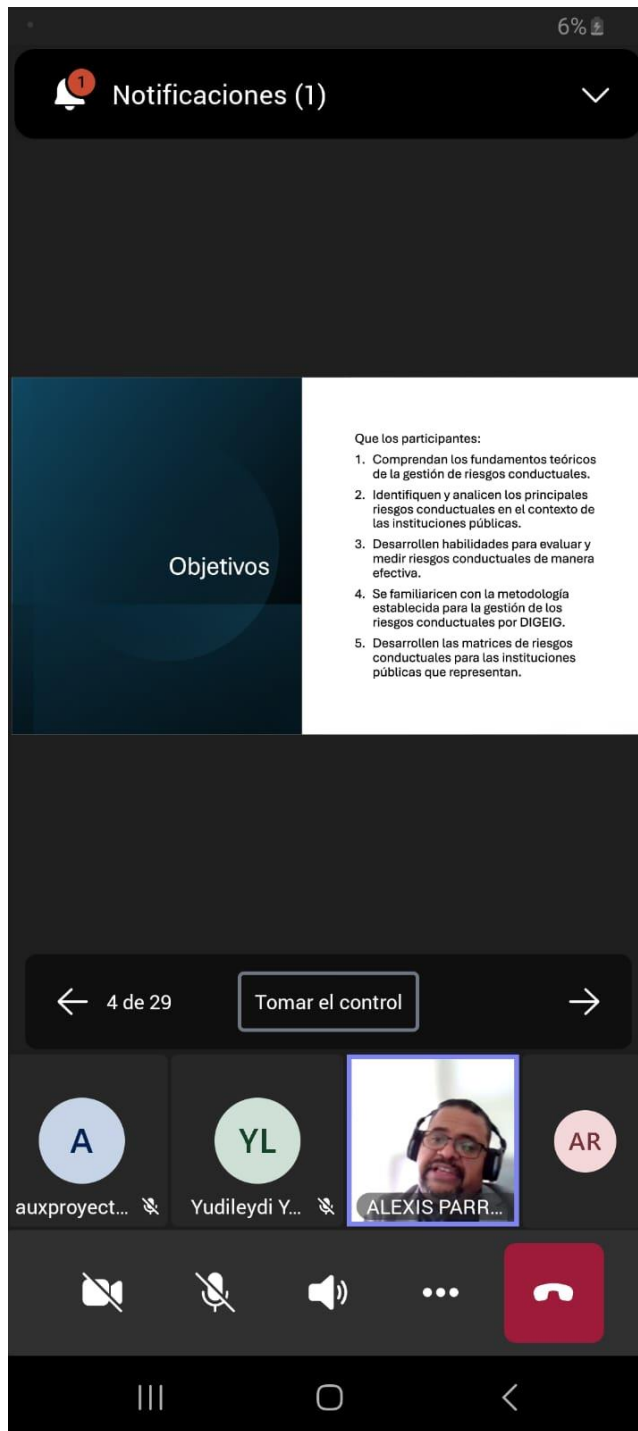 6%
1
Notificaciones (1)
Objetivos
Que los participantes:
1. Comprendan los fundamentos teóricos
de la gestión de riesgos conductuales.
2. Identifiquen y analicen los principales
riesgos conductuales en el contexto de
las instituciones públicas.
3. Desarrollen habilidades para evaluar y
medir riesgos conductuales de manera
efectiva.
4. Se familiaricen con la metodología
establecida para la gestión de los
riesgos conductuales por DIGEIG.
5. Desarrollen las matrices de riesgos
conductuales para las instituciones
públicas que representan.
4 de 29
Tomar el control
A
YL
AR
auxproyect...
Yudileydi Y...
ALEXIS PARR...